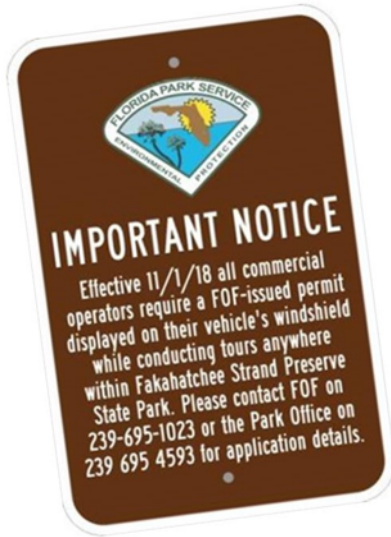 FLORIDA PARK SERVICE
ENVIRONMENTAL PROTECTION
IMPORTANT NOTICE
Effective 11/1/18 all commercial
operators require a FOF-issued permit
displayed on their vehicle's windshield
while conducting tours anywhere
within Fakahatchee Strand Preserve
State Park. Please contact FOF on
239-695-1023 or the Park Office on
239 695 4593 for application details.